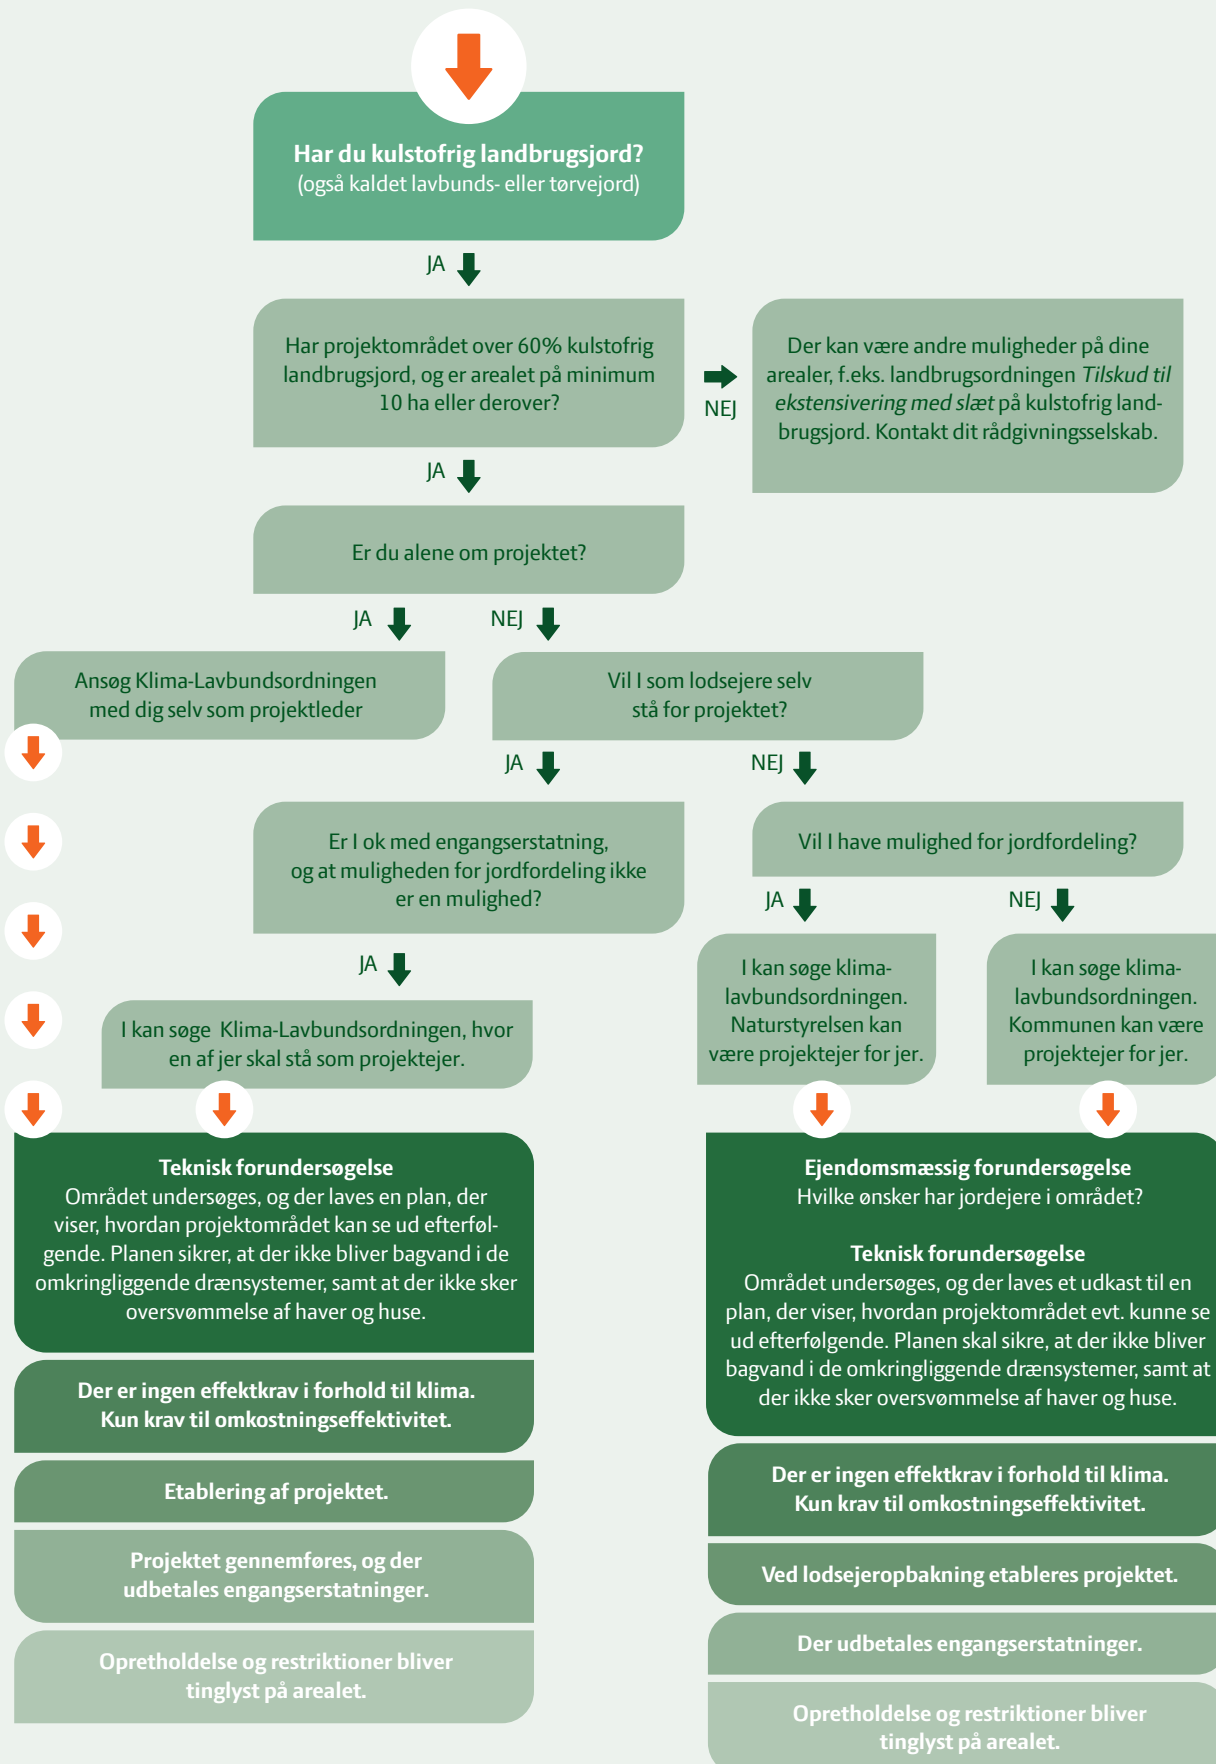 Har du kulstofrig landbrugsjord?
(også kaldet lavbunds- eller tørvejord)
JA
Har projektområdet over 60% kulstofrig
landbrugsjord, og er arealet på minimum
10 ha eller derover?
NEJ
Der kan være andre muligheder på dine
arealer, f.eks. landbrugsordningen Tilskud til
ekstensivering med slæt på kulstofrig land-
brugsjord. Kontakt dit rådgivningsselskab.
JA
Er du alene om projektet?
JA
NEJ
Ansøg Klima-Lavbundsordningen
med dig selv som projektleder
Vil I som lodsejere selv
stå for projektet?
JA
NEJ
Er I ok med engangserstatning,
og at muligheden for jordfordeling ikke
er en mulighed?
Vil I have mulighed for jordfordeling?
JA
NEJ
JA
I kan søge Klima-Lavbundsordningen, hvor
en af jer skal stå som projektejer.
I kan søge klima-
lavbundsordningen.
Naturstyrelsen kan
være projektejer for jer.
I kan søge klima-
lavbundsordningen.
Kommunen kan være
projektejer for jer.
Teknisk forundersøgelse
Området undersøges, og der laves en plan, der
viser, hvordan projektområdet kan se ud efterføl-
gende. Planen sikrer, at der ikke bliver bagvand i de
omkringliggende drænsystemer, samt at der ikke sker
oversvømmelse af haver og huse.
Der er ingen effektkrav i forhold til klima.
Kun krav til omkostningseffektivitet.
Etablering af projektet.
Projektet gennemføres, og der
udbetales engangserstatninger.
Opretholdelse og restriktioner bliver
tinglyst på arealet.
Ejendomsmæssig forundersøgelse
Hvilke ønsker har jordejere i området?
Teknisk forundersøgelse
Området undersøges, og der laves et udkast til en
plan, der viser, hvordan projektområdet evt. kunne se
ud efterfølgende. Planen skal sikre, at der ikke bliver
bagvand i de omkringliggende drænsystemer, samt at
der ikke sker oversvømmelse af haver og huse.
Der er ingen effektkrav i forhold til klima.
Kun krav til omkostningseffektivitet.
Ved lodsejeropbakning etableres projektet.
Der udbetales engangserstatninger.
Opretholdelse og restriktioner bliver
tinglyst på arealet.